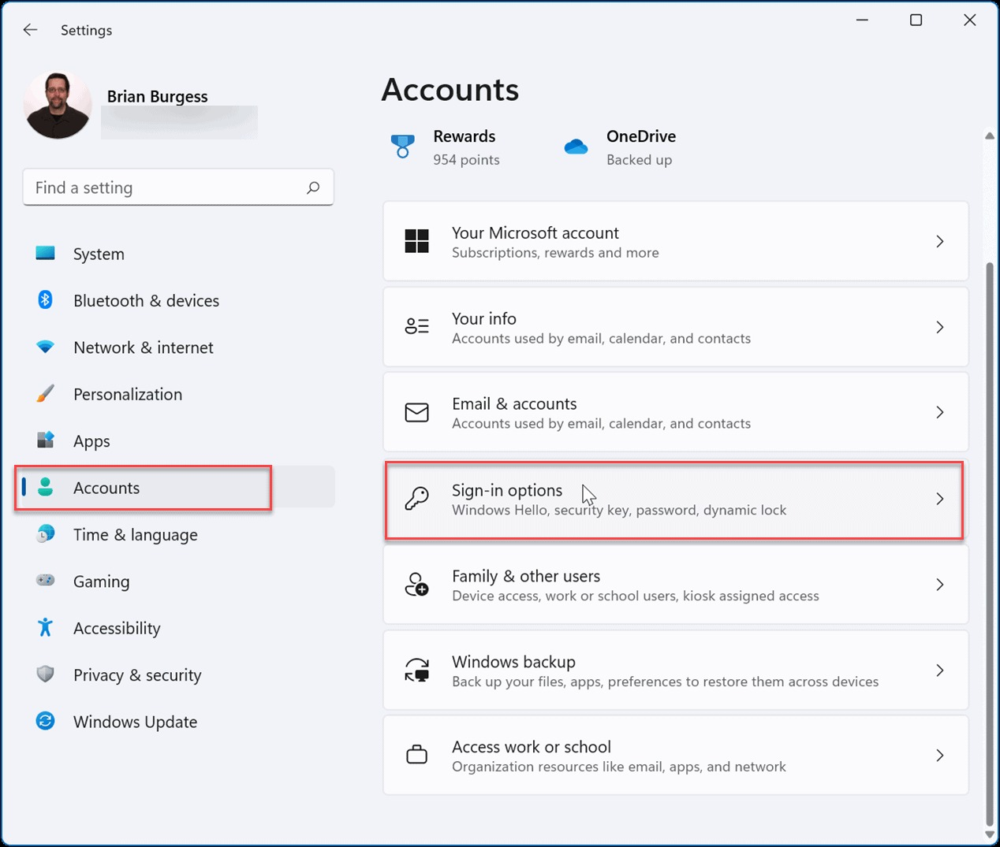 Settings
Brian Burgess
Find a setting
System
Bluetooth & devices
Network & internet
Personalization
Apps
Accounts
Time & language
Gaming
Accessibility
Privacy & security
Windows Update
Accounts
Rewards
954 points
OneDrive
Backed up
Your Microsoft account
Subscriptions, rewards and more
Your info
Accounts used by email, calendar, and contacts
Email & accounts
Accounts used by email, calendar, and contacts
Sign-in options
Windows Hello, security key, password, dynamic lock
Family & other users
Device access, work or school users, kiosk assigned access
Windows backup
Back up your files, apps, preferences to restore them across devices
Access work or school
Organization resources like email, apps, and network